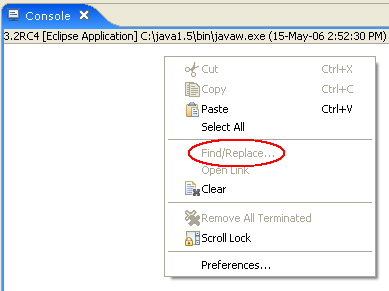 Console
3.2RC4 [Eclipse Application] C:\java1.5\bin\javaw.exe (15-May-06 2:52:30 PM)
Cut Ctrl+X
Copy Ctrl+C
Paste Ctrl+V
Select All
Find/Replace...
Open Link
Clear
Remove All Terminated
Scroll Lock
Preferences...